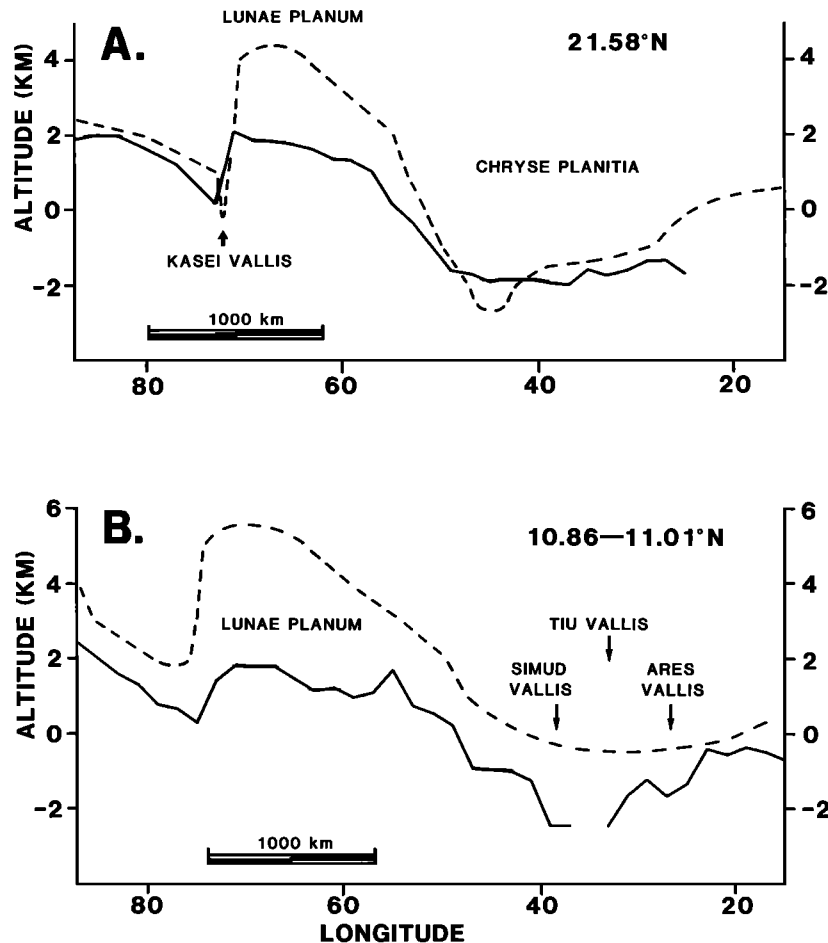 A.
LUNAE PLANUM
21.58°N
ALTITUDE (KM)
4
2
0
-2
4
2
0
-2
CHRYSE PLANITIA
KASEI VALLIS
1000 km
80
60
40
20
B.
10.86—11.01°N
ALTITUDE (KM)
6
4
2
0
-2
6
4
2
0
-2
LUNAE PLANUM
TIU VALLIS
SIMUD
VALLIS
ARES
VALLIS
1000 km
80
60
40
20
LONGITUDE